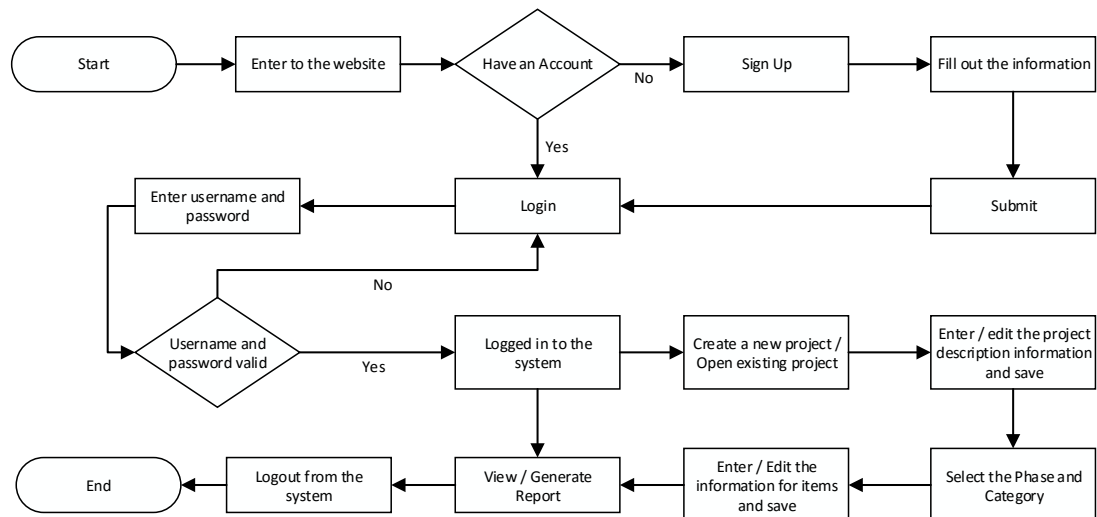 Start
Enter to the website
Have an Account
No
Sign Up
Fill out the information
Yes
Enter username and
password
Login
Submit
No
Username and
password valid
Yes
Logged in to the
system
Create a new project /
Open existing project
Enter / edit the project
description information
and save
End
Logout from the
system
View / Generate
Report
Enter / Edit the
information for items
and save
Select the Phase and
Category